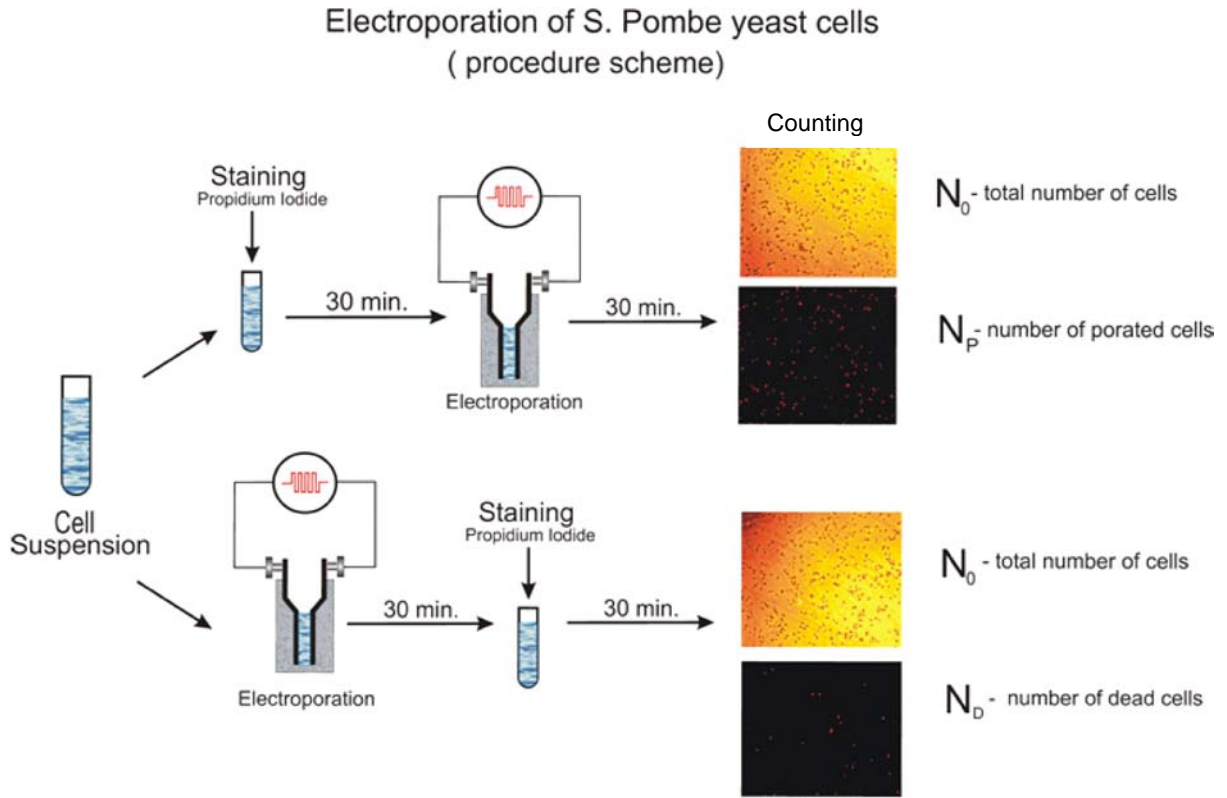 Electroporation of S. Pombe yeast cells
( procedure scheme)
Counting
Staining
Propidium Iodide
N0 - total number of cells
30 min.
30 min.
NP - number of porated cells
Electroporation
Cell
Suspension
Staining
Propidium Iodide
N0 - total number of cells
30 min.
30 min.
Electroporation
ND - number of dead cells